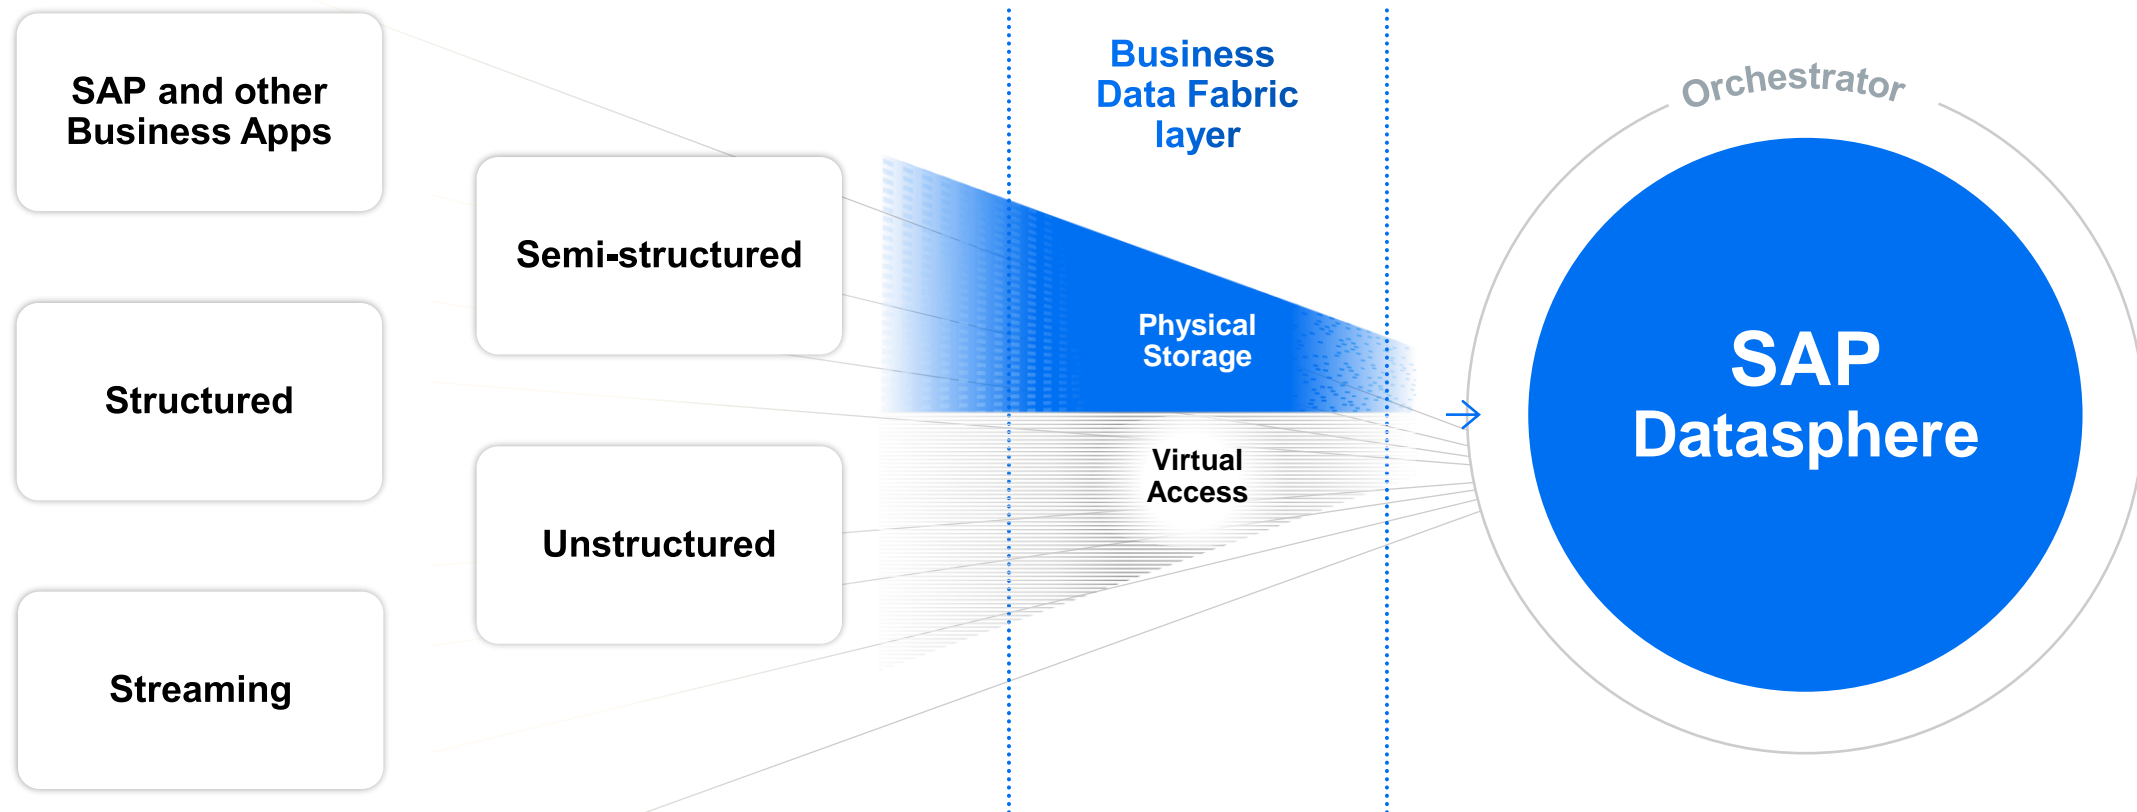 SAP and other
Business Apps
Structured
Streaming
Semi-structured
Unstructured
Business
Data Fabric
layer
Physical
Storage
Virtual
Access
Orchestrator
SAP
Datasphere